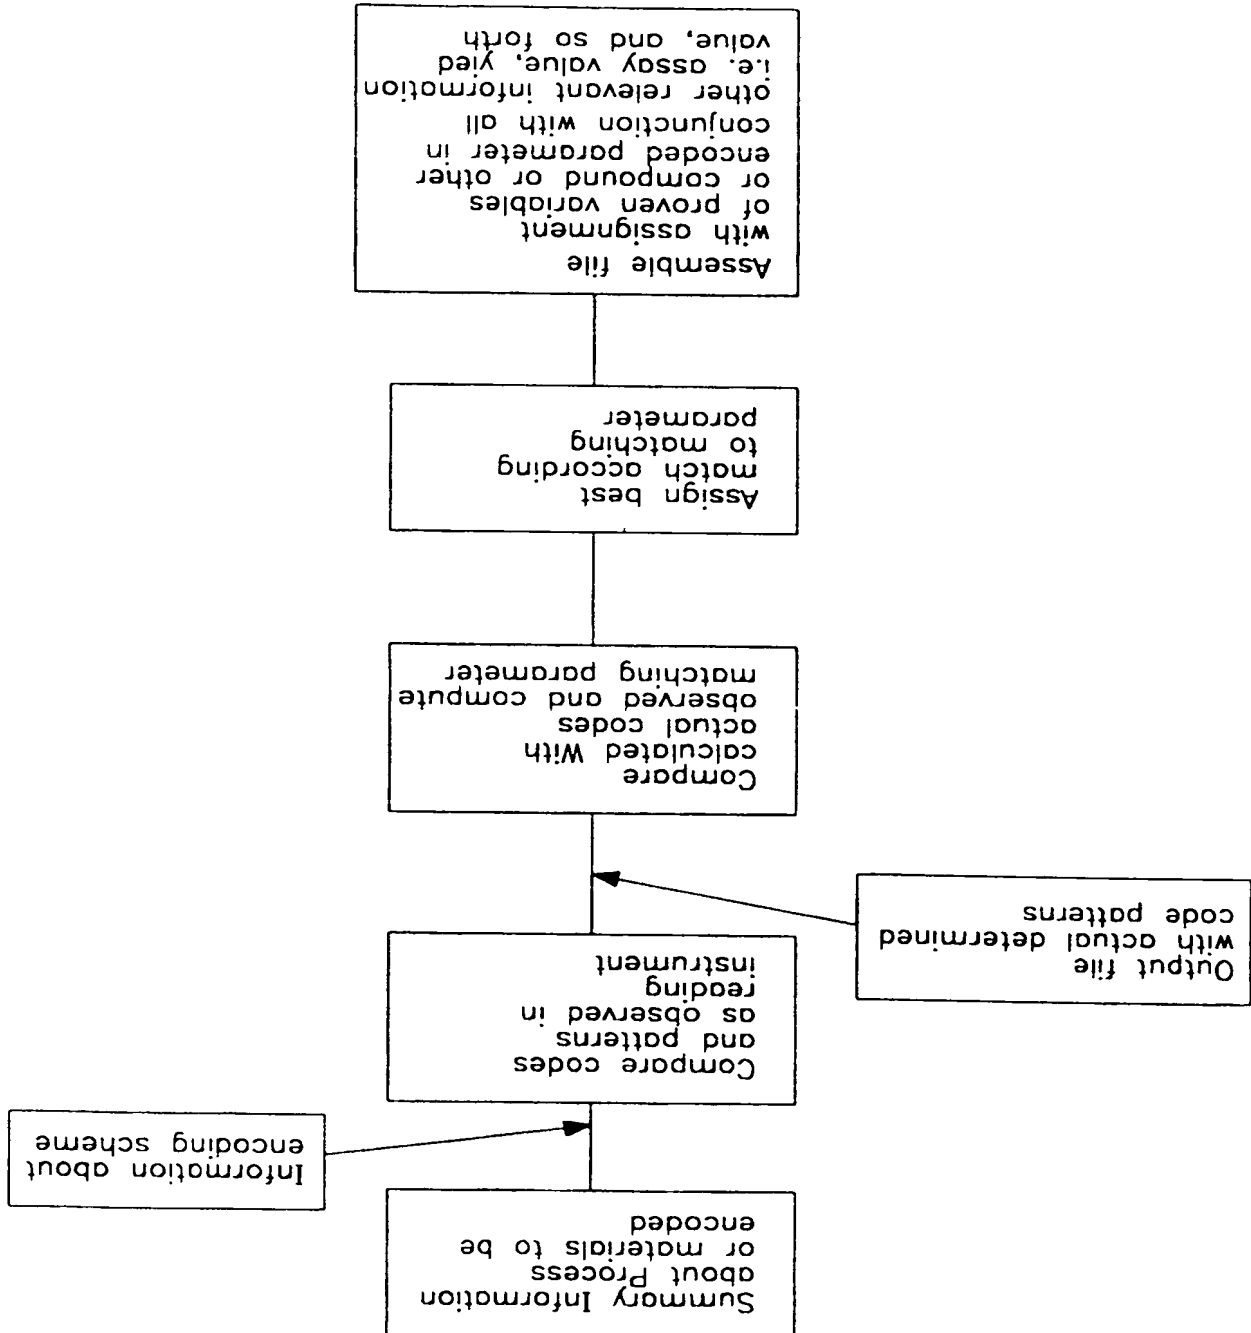 Summary Information
about Process
or materials to be
encoded
Information about
encoding scheme
Compare codes
and patterns
as observed in
reading
instrument
Output file
with actual determined
code patterns
Compare
calculated With
actual codes
observed and compute
matching parameter
Assign best
match according
to matching
parameter
Assemble file
with assignment
of proven variables
or compound or other
encoded parameter in
conjunction with all
other relevant information
i.e. assay value, yied
value, and so forth